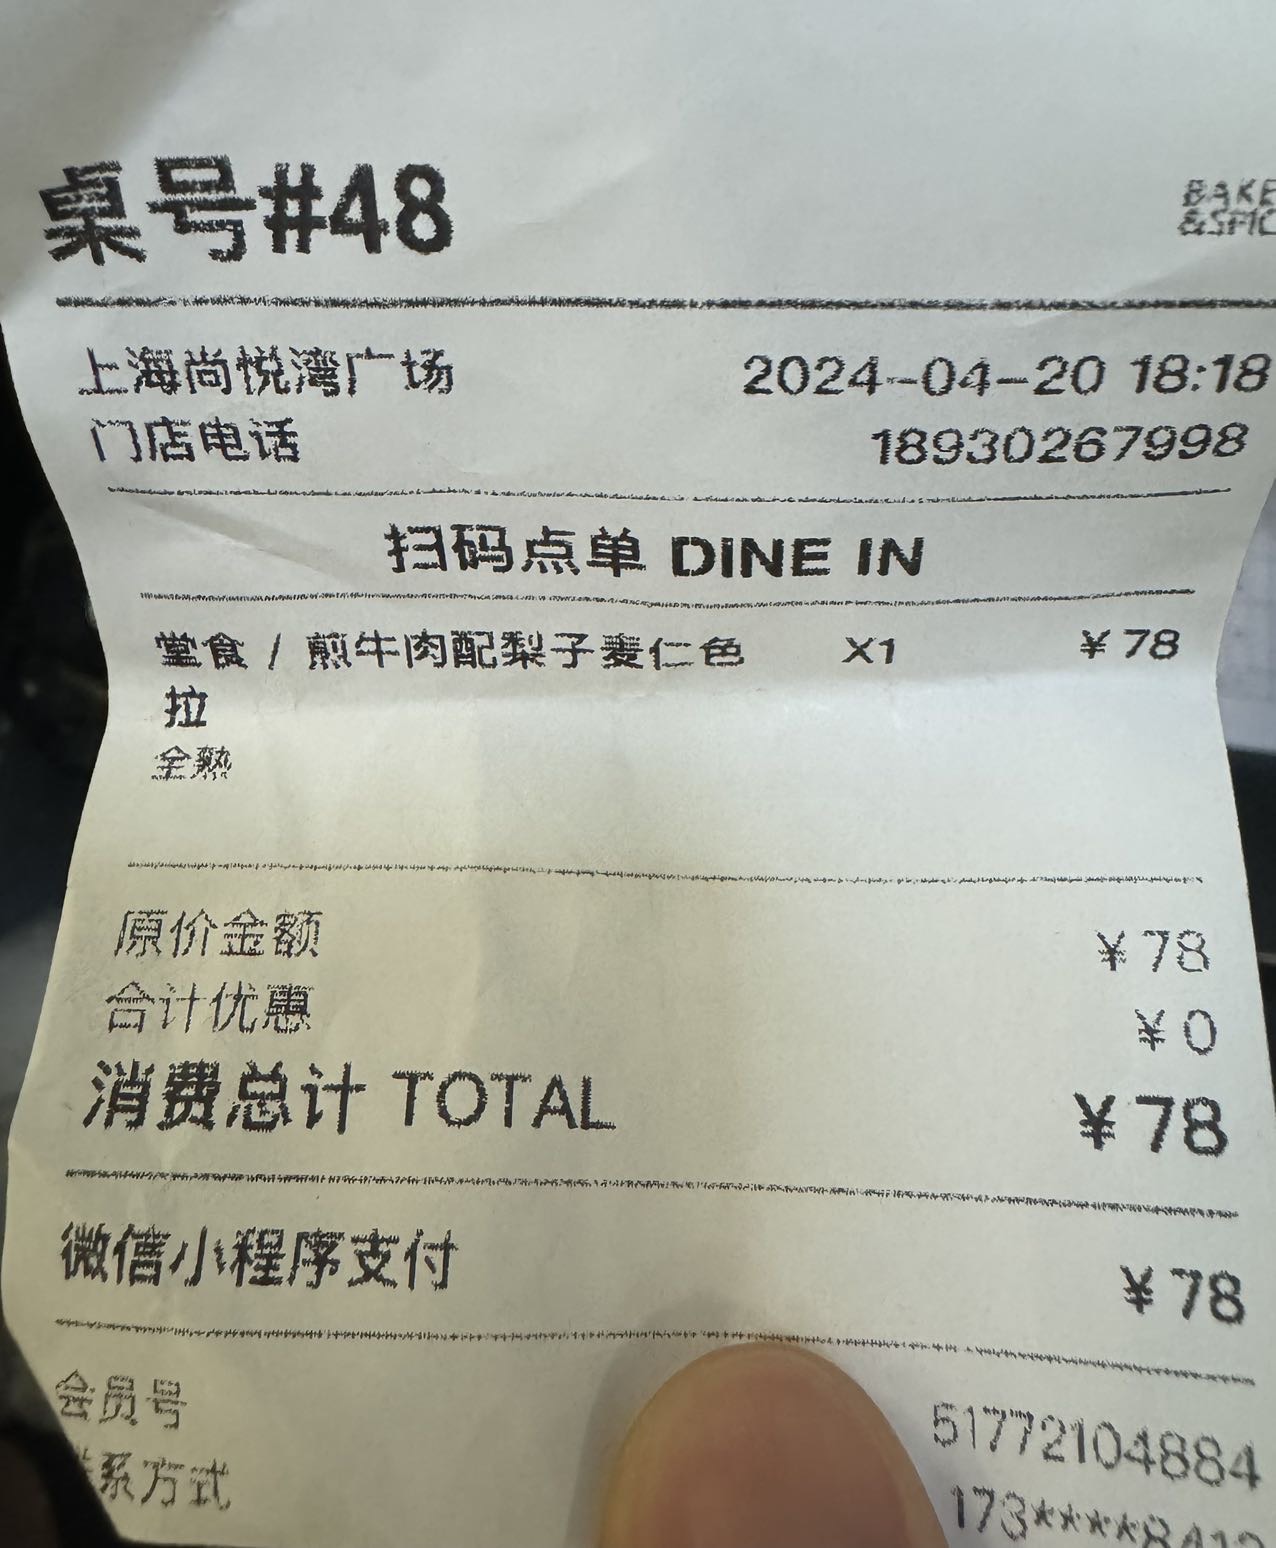 桌号#48
BAKE
&SPIC
上海尚悦湾广场 2024-04-20 18:18
门店电话 18930267998
扫码点单 DINE IN
堂食 / 煎牛肉配梨子麦仁色 X1 ¥78
拉
全熟
原价金额 ¥78
合计优惠 ¥0
消费总计 TOTAL ¥78
微信小程序支付 ¥78
会员号 51772104884
系方式 173****8412